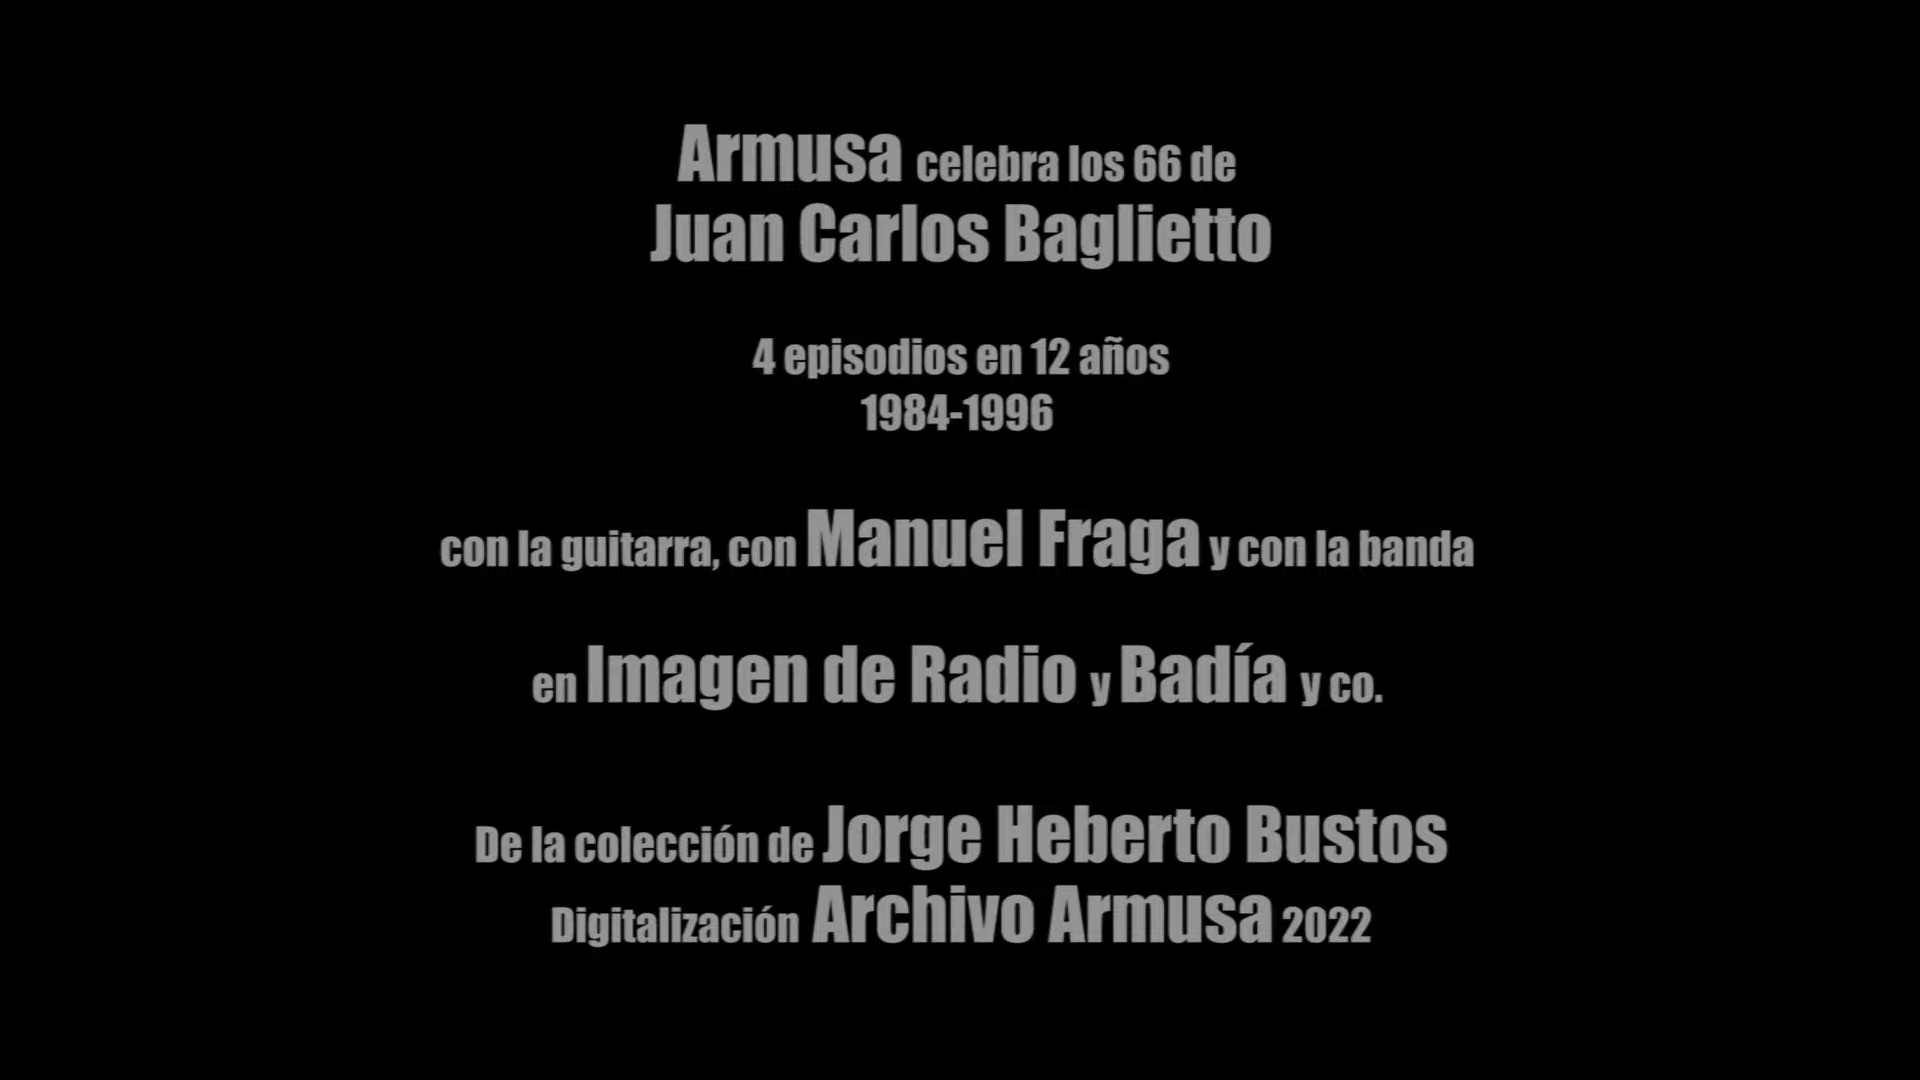 Armusa celebra los 66 de
Juan Carlos Baglietto
4 episodios en 12 años
1984-1996
con la guitarra, con Manuel Fraga y con la banda
en Imagen de Radio y Badía y co.
De la colección de Jorge Heberto Bustos
Digitalización Archivo Armusa 2022